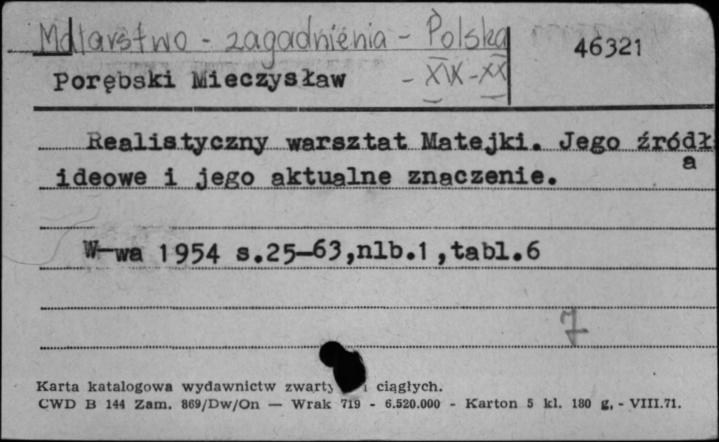 Malarstwo - zagadnienia - Polska
46321
Porębski Mieczysław - XIX-XX
Realistyczny warsztat Matejki. Jego źródł
a
ideowe i jego aktualne znaczenie.
W-wa 1954 s.25-63,nlb.1,tabl.6
7
Karta katalogowa wydawnictw i ciągłych.
CWD B 144 Zam. 869/Dw/On — Wrak 719 - 6.520.000 - Karton 5 kl. 180 g. - VIII.71.